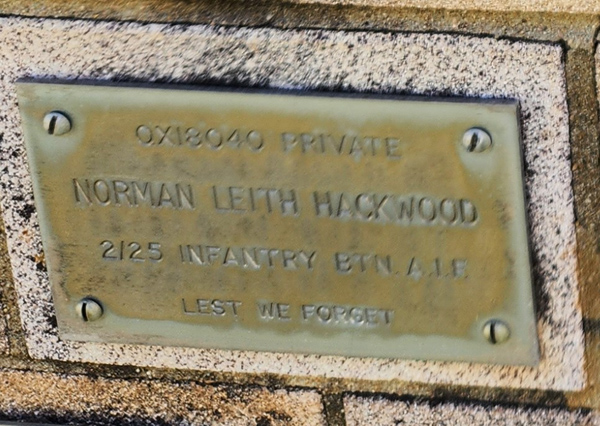 QX18040 PRIVATE
NORMAN LEITH HACKWOOD
2/25 INFANTRY BTN. A.I.F.
LEST WE FORGET